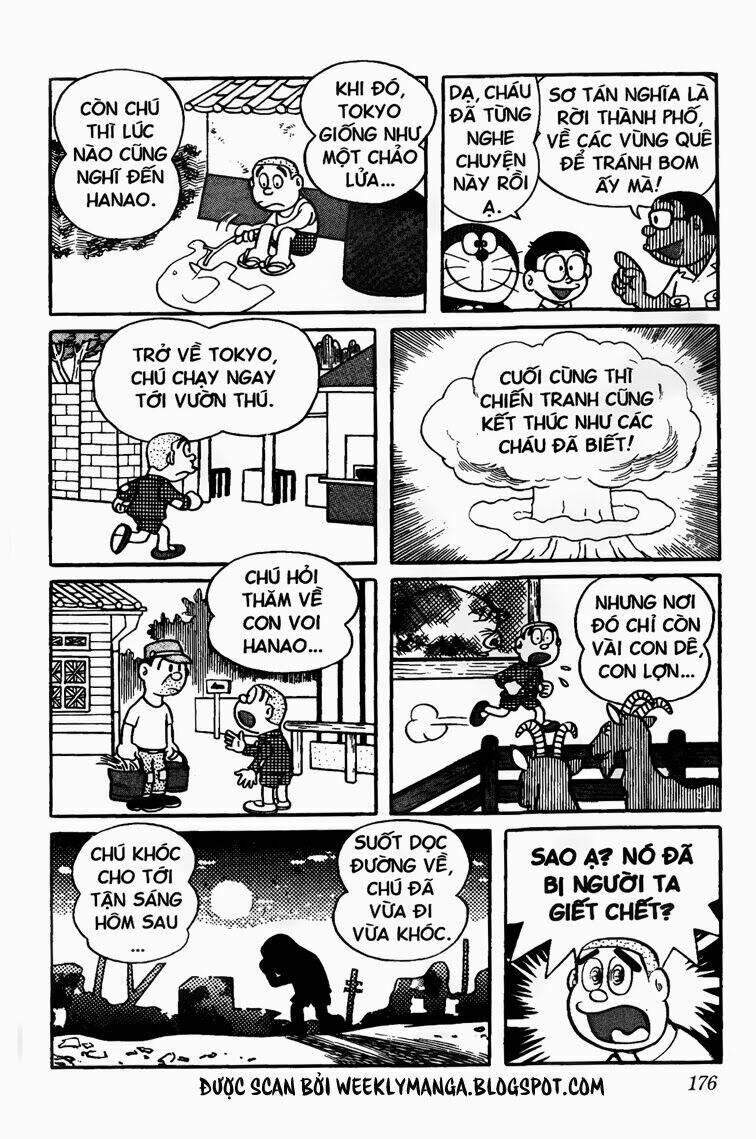 SƠ TÁN NGHĨA LÀ
RỜI THÀNH PHỐ,
VỀ CÁC VÙNG QUÊ
ĐỂ TRÁNH BOM
ẤY MÀ!
DẠ, CHÁU
ĐÃ TỪNG
NGHE
CHUYỆN
NÀY RỒI
Ạ.
KHI ĐÓ,
TOKYO
GIỐNG NHƯ
MỘT CHẢO
LỬA...
CÒN CHÚ
THÌ LÚC
NÀO CŨNG
NGHĨ ĐẾN
HANAO.
CUỐI CÙNG THÌ
CHIẾN TRANH CŨNG
KẾT THÚC NHƯ CÁC
CHÁU ĐÃ BIẾT!
TRỞ VỀ TOKYO,
CHÚ CHẠY NGAY
TỚI VƯỜN THÚ.
NHƯNG NƠI
ĐÓ CHỈ CÒN
VÀI CON DÊ,
CON LỢN...
CHÚ HỎI
THĂM VỀ
CON VOI
HANAO...
SAO Ạ? NÓ ĐÃ
BỊ NGƯỜI TA
GIẾT CHẾT?
SUỐT DỌC
ĐƯỜNG VỀ,
CHÚ ĐÃ
VỪA ĐI
VỪA KHÓC.
CHÚ KHÓC
CHO TỚI
TẬN SÁNG
HÔM SAU
...
ĐƯỢC SCAN BỞI WEEKLYMANGA.BLOGSPOT.COM
176